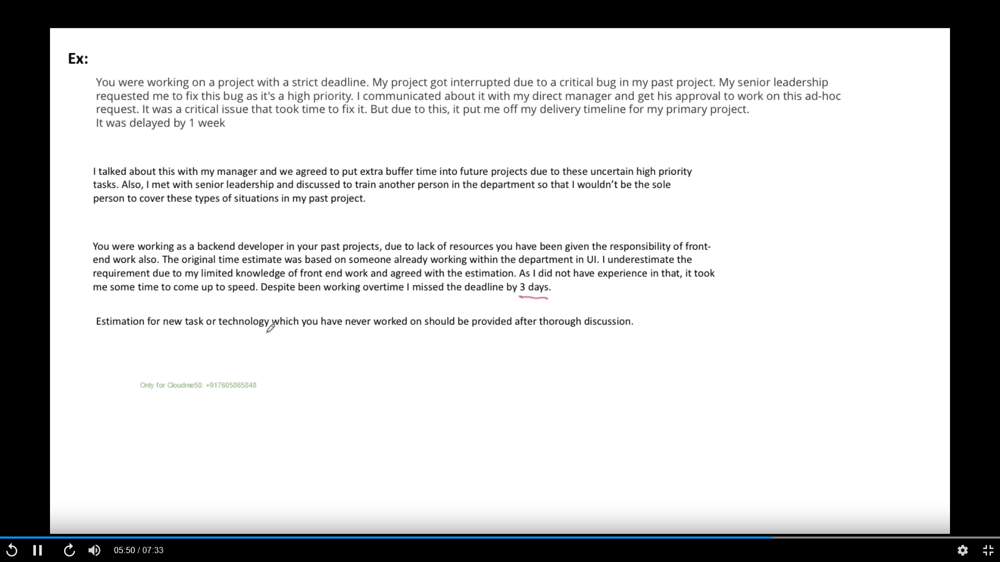 Ex:
You were working on a project with a strict deadline. My project got interrupted due to a critical bug in my past project. My senior leadership
requested me to fix this bug as it's a high priority. I communicated about it with my direct manager and get his approval to work on this ad-hoc
request. It was a critical issue that took time to fix it. But due to this, it put me off my delivery timeline for my primary project.
It was delayed by 1 week
I talked about this with my manager and we agreed to put extra buffer time into future projects due to these uncertain high priority
tasks. Also, I met with senior leadership and discussed to train another person in the department so that I wouldn’t be the sole
person to cover these types of situations in my past project.
You were working as a backend developer in your past projects, due to lack of resources you have been given the responsibility of front-
end work also. The original time estimate was based on someone already working within the department in UI. I underestimate the
requirement due to my limited knowledge of front end work and agreed with the estimation. As I did not have experience in that, it took
me some time to come up to speed. Despite been working overtime I missed the deadline by 3 days.
Estimation for new task or technology which you have never worked on should be provided after thorough discussion.
Only for Cloudme50: +917605865848
05:50 / 07:33